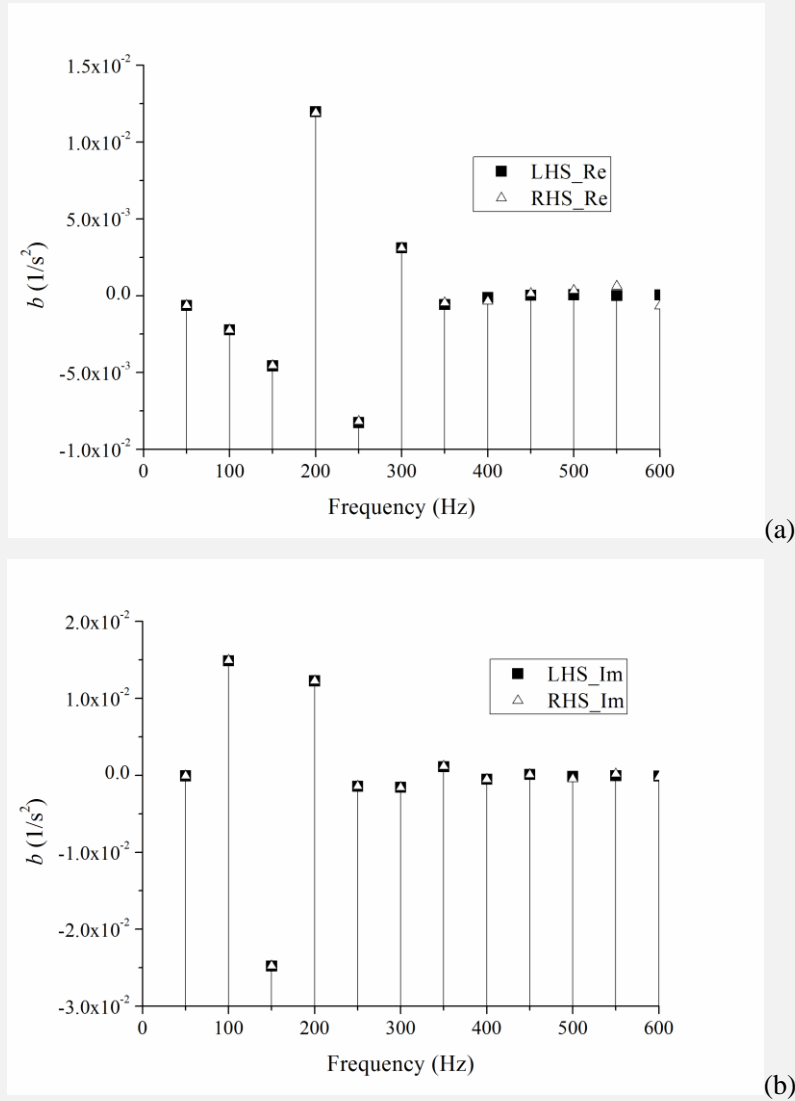 1.5x10⁻²
1.0x10⁻²
5.0x10⁻³
0.0
-5.0x10⁻³
-1.0x10⁻²
b (1/s²)
LHS_Re
RHS_Re
0 100 200 300 400 500 600
Frequency (Hz)
(a)
2.0x10⁻²
1.0x10⁻²
0.0
-1.0x10⁻²
-2.0x10⁻²
-3.0x10⁻²
b (1/s²)
LHS_Im
RHS_Im
0 100 200 300 400 500 600
Frequency (Hz)
(b)